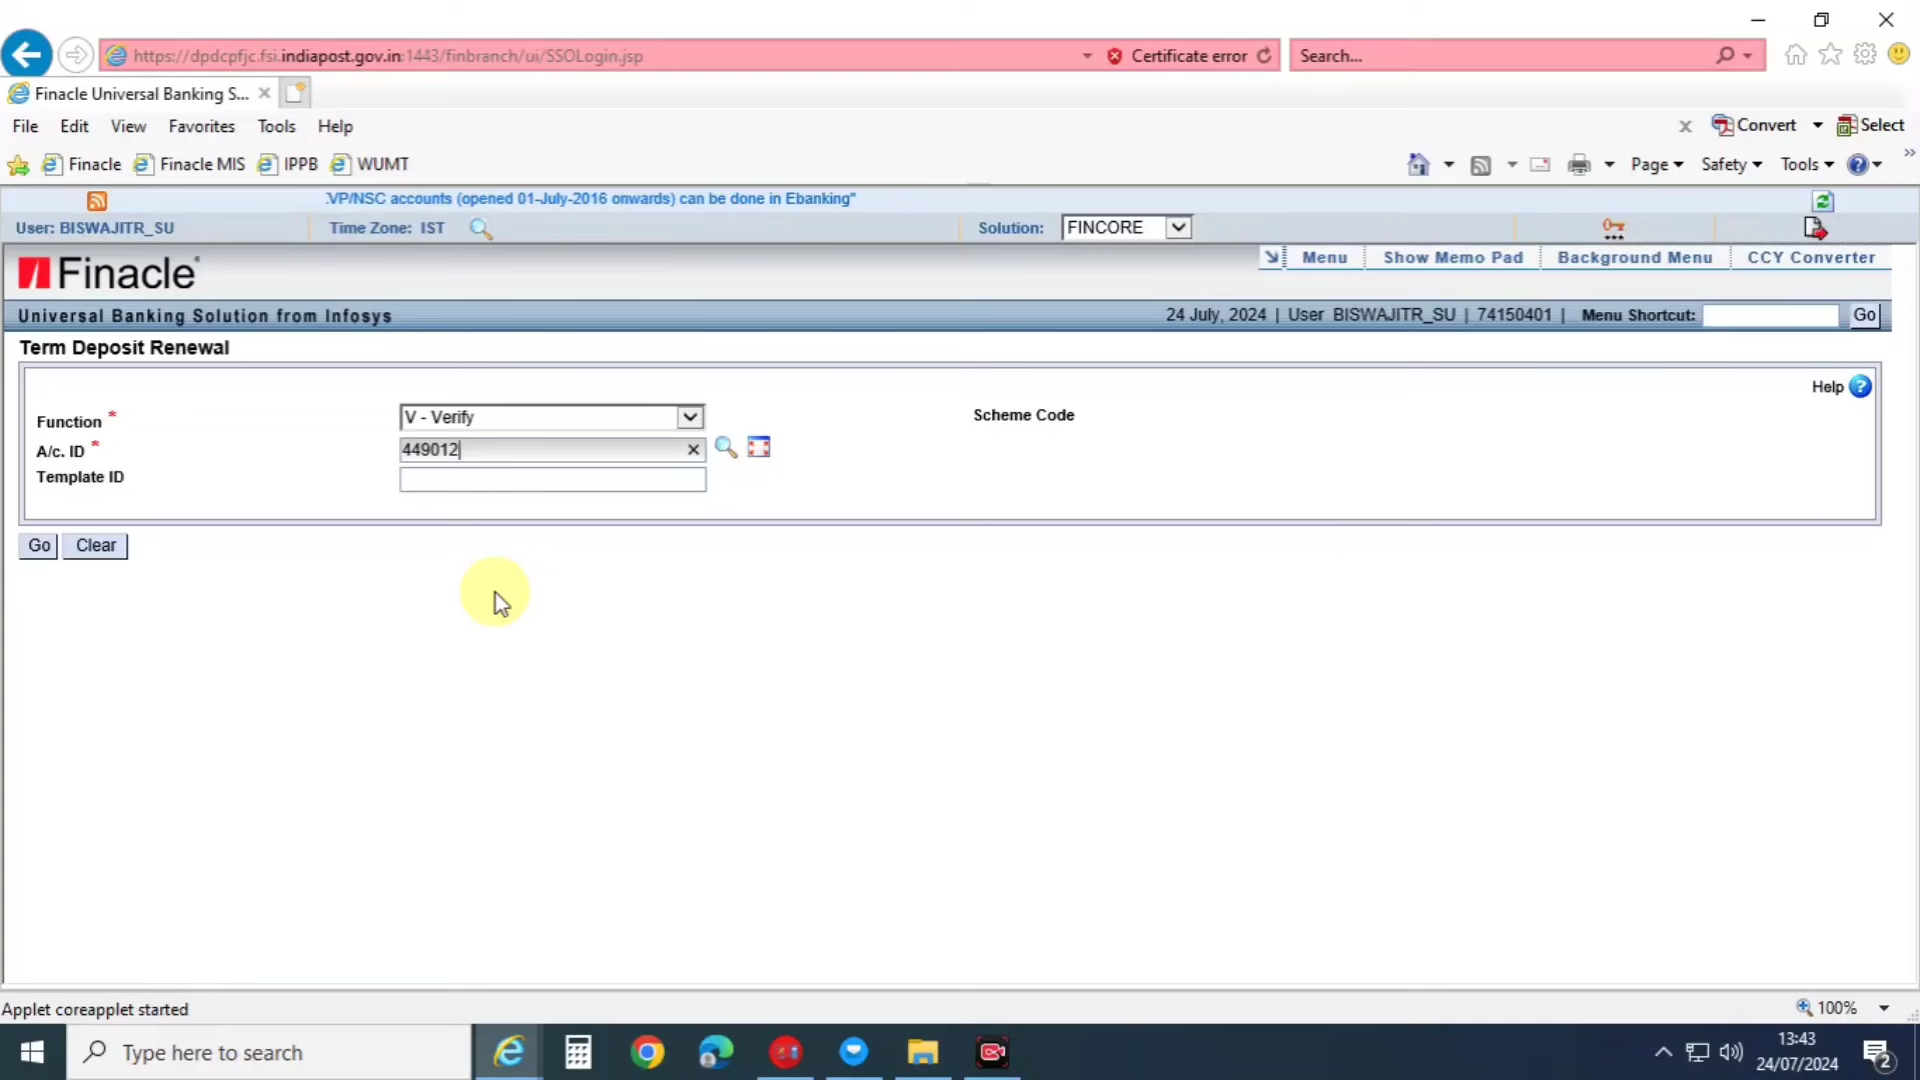 https://dpdcpfjc.fsi.indiapost.gov.in:1443/finbranch/ui/SSOLogin.jsp
Certificate error
Search...
Finacle Universal Banking S...
File Edit View Favorites Tools Help
Convert
Select
Finacle
Finacle MIS
IPPB
WUMT
Page
Safety
Tools
VP/NSC accounts (opened 01-July-2016 onwards) can be done in Ebanking"
User: BISWAJITR_SU
Time Zone: IST
Solution:
FINCORE
Menu
Show Memo Pad
Background Menu
CCY Converter
Finacle
Universal Banking Solution from Infosys
24 July, 2024 | User BISWAJITR_SU | 74150401 |
Menu Shortcut:
Go
Term Deposit Renewal
Help
Function *
V - Verify
Scheme Code
A/c. ID *
449012
Template ID
Go
Clear
Applet coreapplet started
100%
Type here to search
13:43
24/07/2024
2